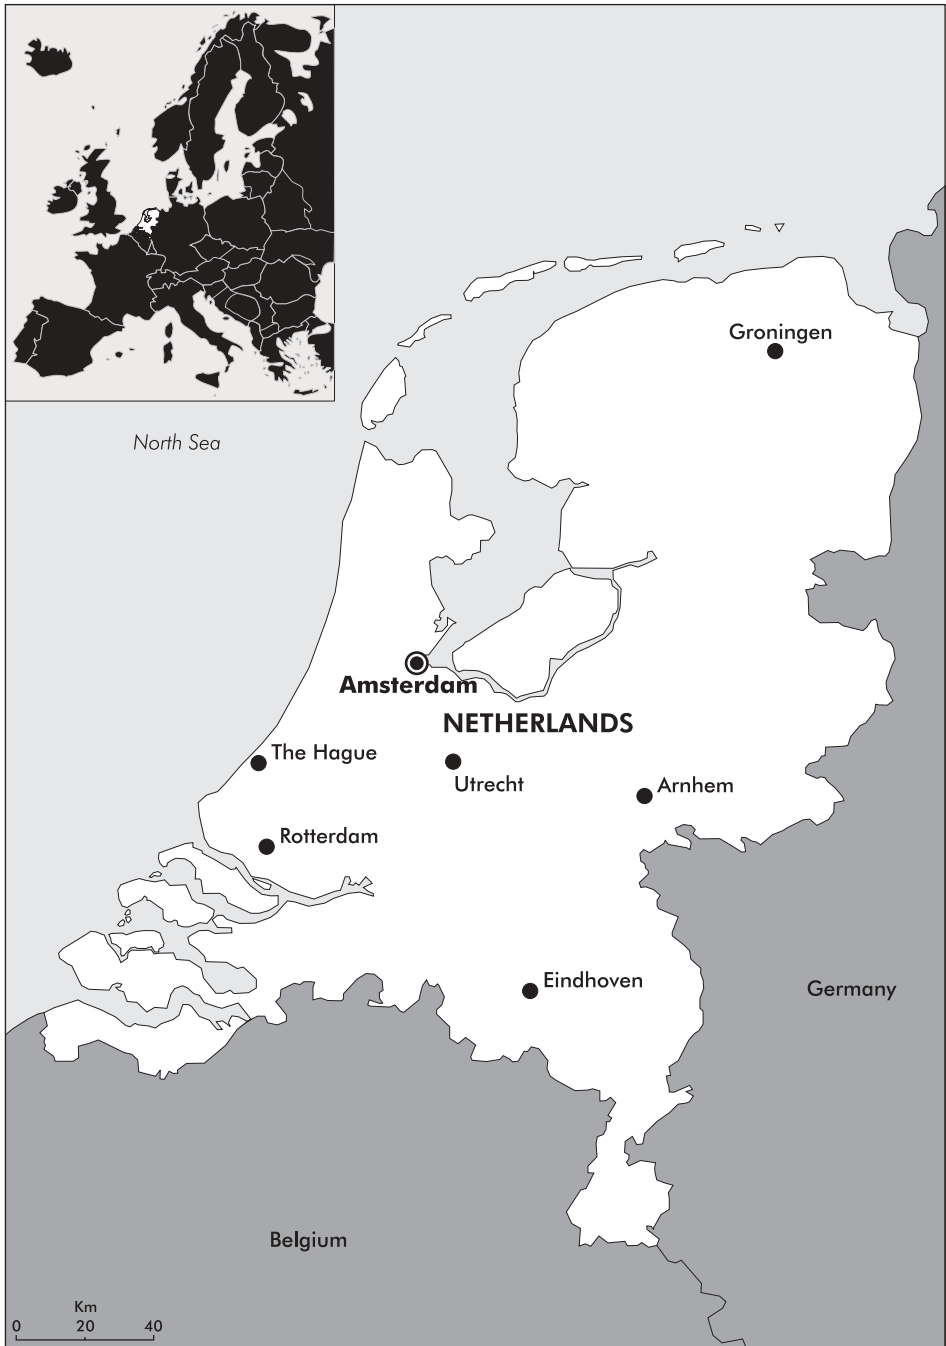 Groningen
North Sea
Amsterdam
NETHERLANDS
The Hague
Utrecht
Arnhem
Rotterdam
Eindhoven
Germany
Belgium
Km
0 20 40